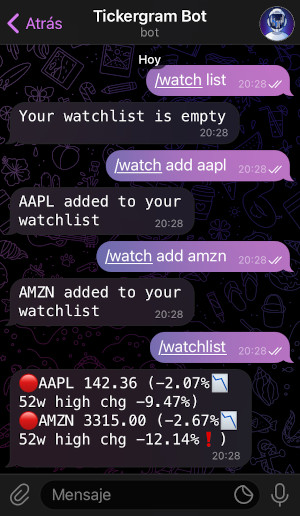 Atrás
Tickergram Bot
bot
Hoy
/watch list 20:28
Your watchlist is empty
20:28
/watch add aapl 20:28
AAPL added to your
watchlist 20:28
/watch add amzn 20:28
AMZN added to your
watchlist 20:28
/watchlist 20:28
🔴AAPL 142.36 (-2.07%📉
52w high chg -9.47%)
🔴AMZN 3315.00 (-2.67%📉
52w high chg -12.14%❗)
20:28
Mensaje